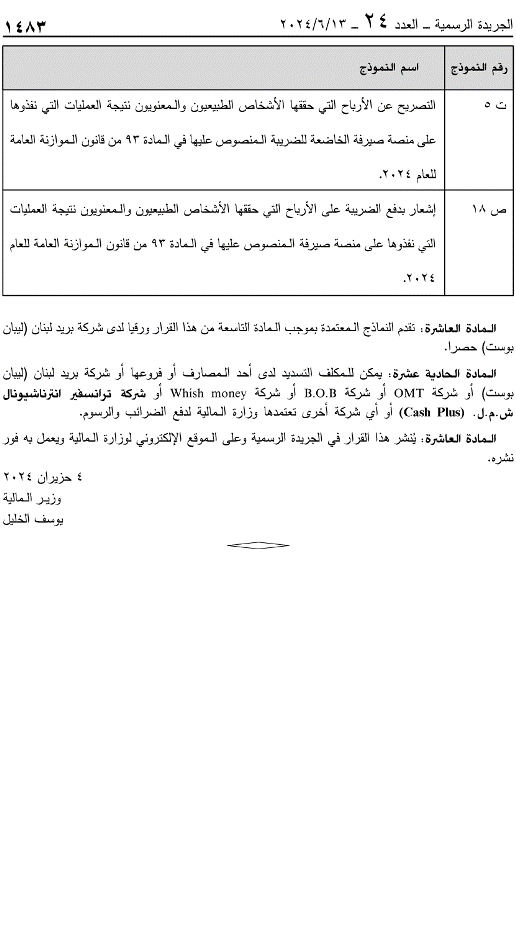 الجريدة الرسمية ــ العدد ٢٤ ــ ٢٠٢٤/٦/١٣ ١٤٨٣
رقم النموذج اسم النموذج
ت ٥ التصريح عن الأرباح التي حققها الأشخاص الطبيعيون والمعنويون نتيجة العمليات التي نفذوها
على منصة صيرفة الخاضعة للضريبة المنصوص عليها في المادة ٩٣ من قانون الموازنة العامة
للعام ٢٠٢٤.
ص ١٨ إشعار بدفع الضريبة على الأرباح التي حقّقها الأشخاص الطبيعيون والمعنويون نتيجة العمليات
التي نفذوها على منصة صيرفة المنصوص عليها في المادة ٩٣ من قانون الموازنة العامة للعام
٢٠٢٤.
المادة العاشرة: تقدم النماذج المعتمدة بموجب المادة التاسعة من هذا القرار ورقيا لدى شركة بريد لبنان (ليبان
بوست) حصرا.
المادة الحادية عشرة: يمكن للمكلف التسديد لدى أحد المصارف أو فروعها أو شركة بريد لبنان (ليبان
بوست) أو شركة OMT أو شركة B.O.B أو شركة Whish money أو شركة ترانسفير انترناشيونال
ش.م.ل. (Cash Plus) أو أي شركة أخرى تعتمدها وزارة المالية لدفع الضرائب والرسوم.
المادة العاشرة: يُنشر هذا القرار في الجريدة الرسمية وعلى الموقع الإلكتروني لوزارة المالية ويعمل به فور
نشره.
٤ حزيران ٢٠٢٤
وزير المالية
يوسف الخليل